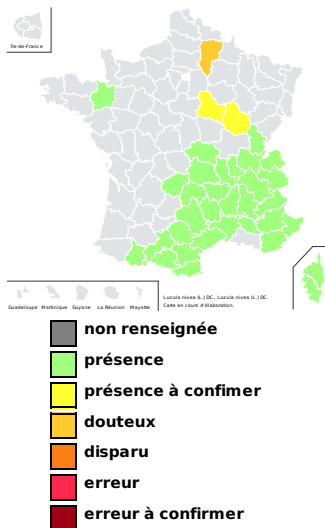 Île-de-France
Guadeloupe Martinique Guyane La Réunion Mayotte
Luzula nivea (L.) DC., Luzula nivea (L.) DC.
Carte en cours d'élaboration.
non renseignée
présence
présence à confimer
douteux
disparu
erreur
erreur à confirmer